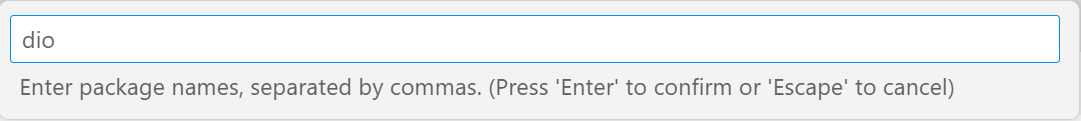 dio
Enter package names, separated by commas. (Press 'Enter' to confirm or 'Escape' to cancel)